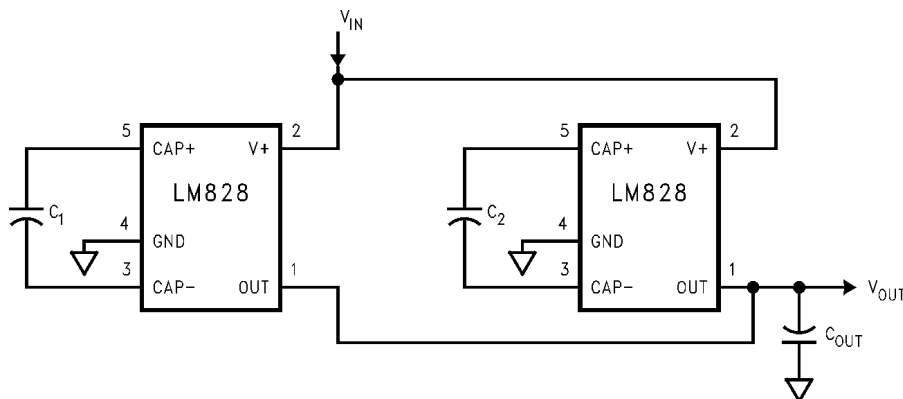 V_IN
5
CAP+
V+
2
LM828
C_1
4
GND
3
CAP-
OUT
1
5
CAP+
V+
2
LM828
C_2
4
GND
3
CAP-
OUT
1
V_OUT
C_OUT